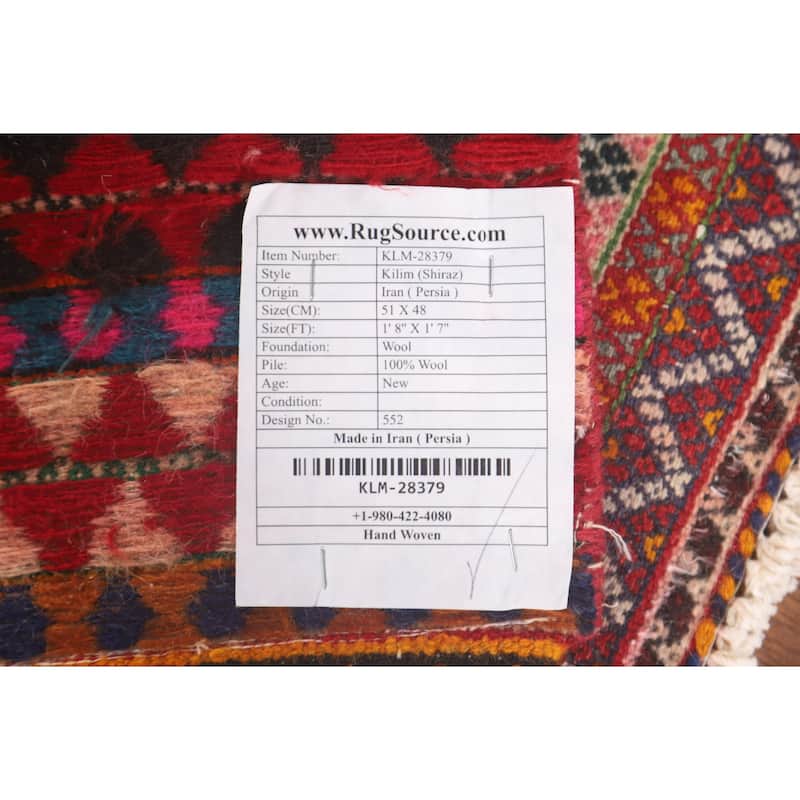 www.RugSource.com
Item Number: KLM-28379
Style Kilim (Shiraz)
Origin Iran ( Persia )
Size(CM): 51 X 48
Size(FT): 1' 8" X 1' 7"
Foundation: Wool
Pile: 100% Wool
Age: New
Condition:
Design No.: 552
Made in Iran ( Persia )
KLM-28379
+1-980-422-4080
Hand Woven